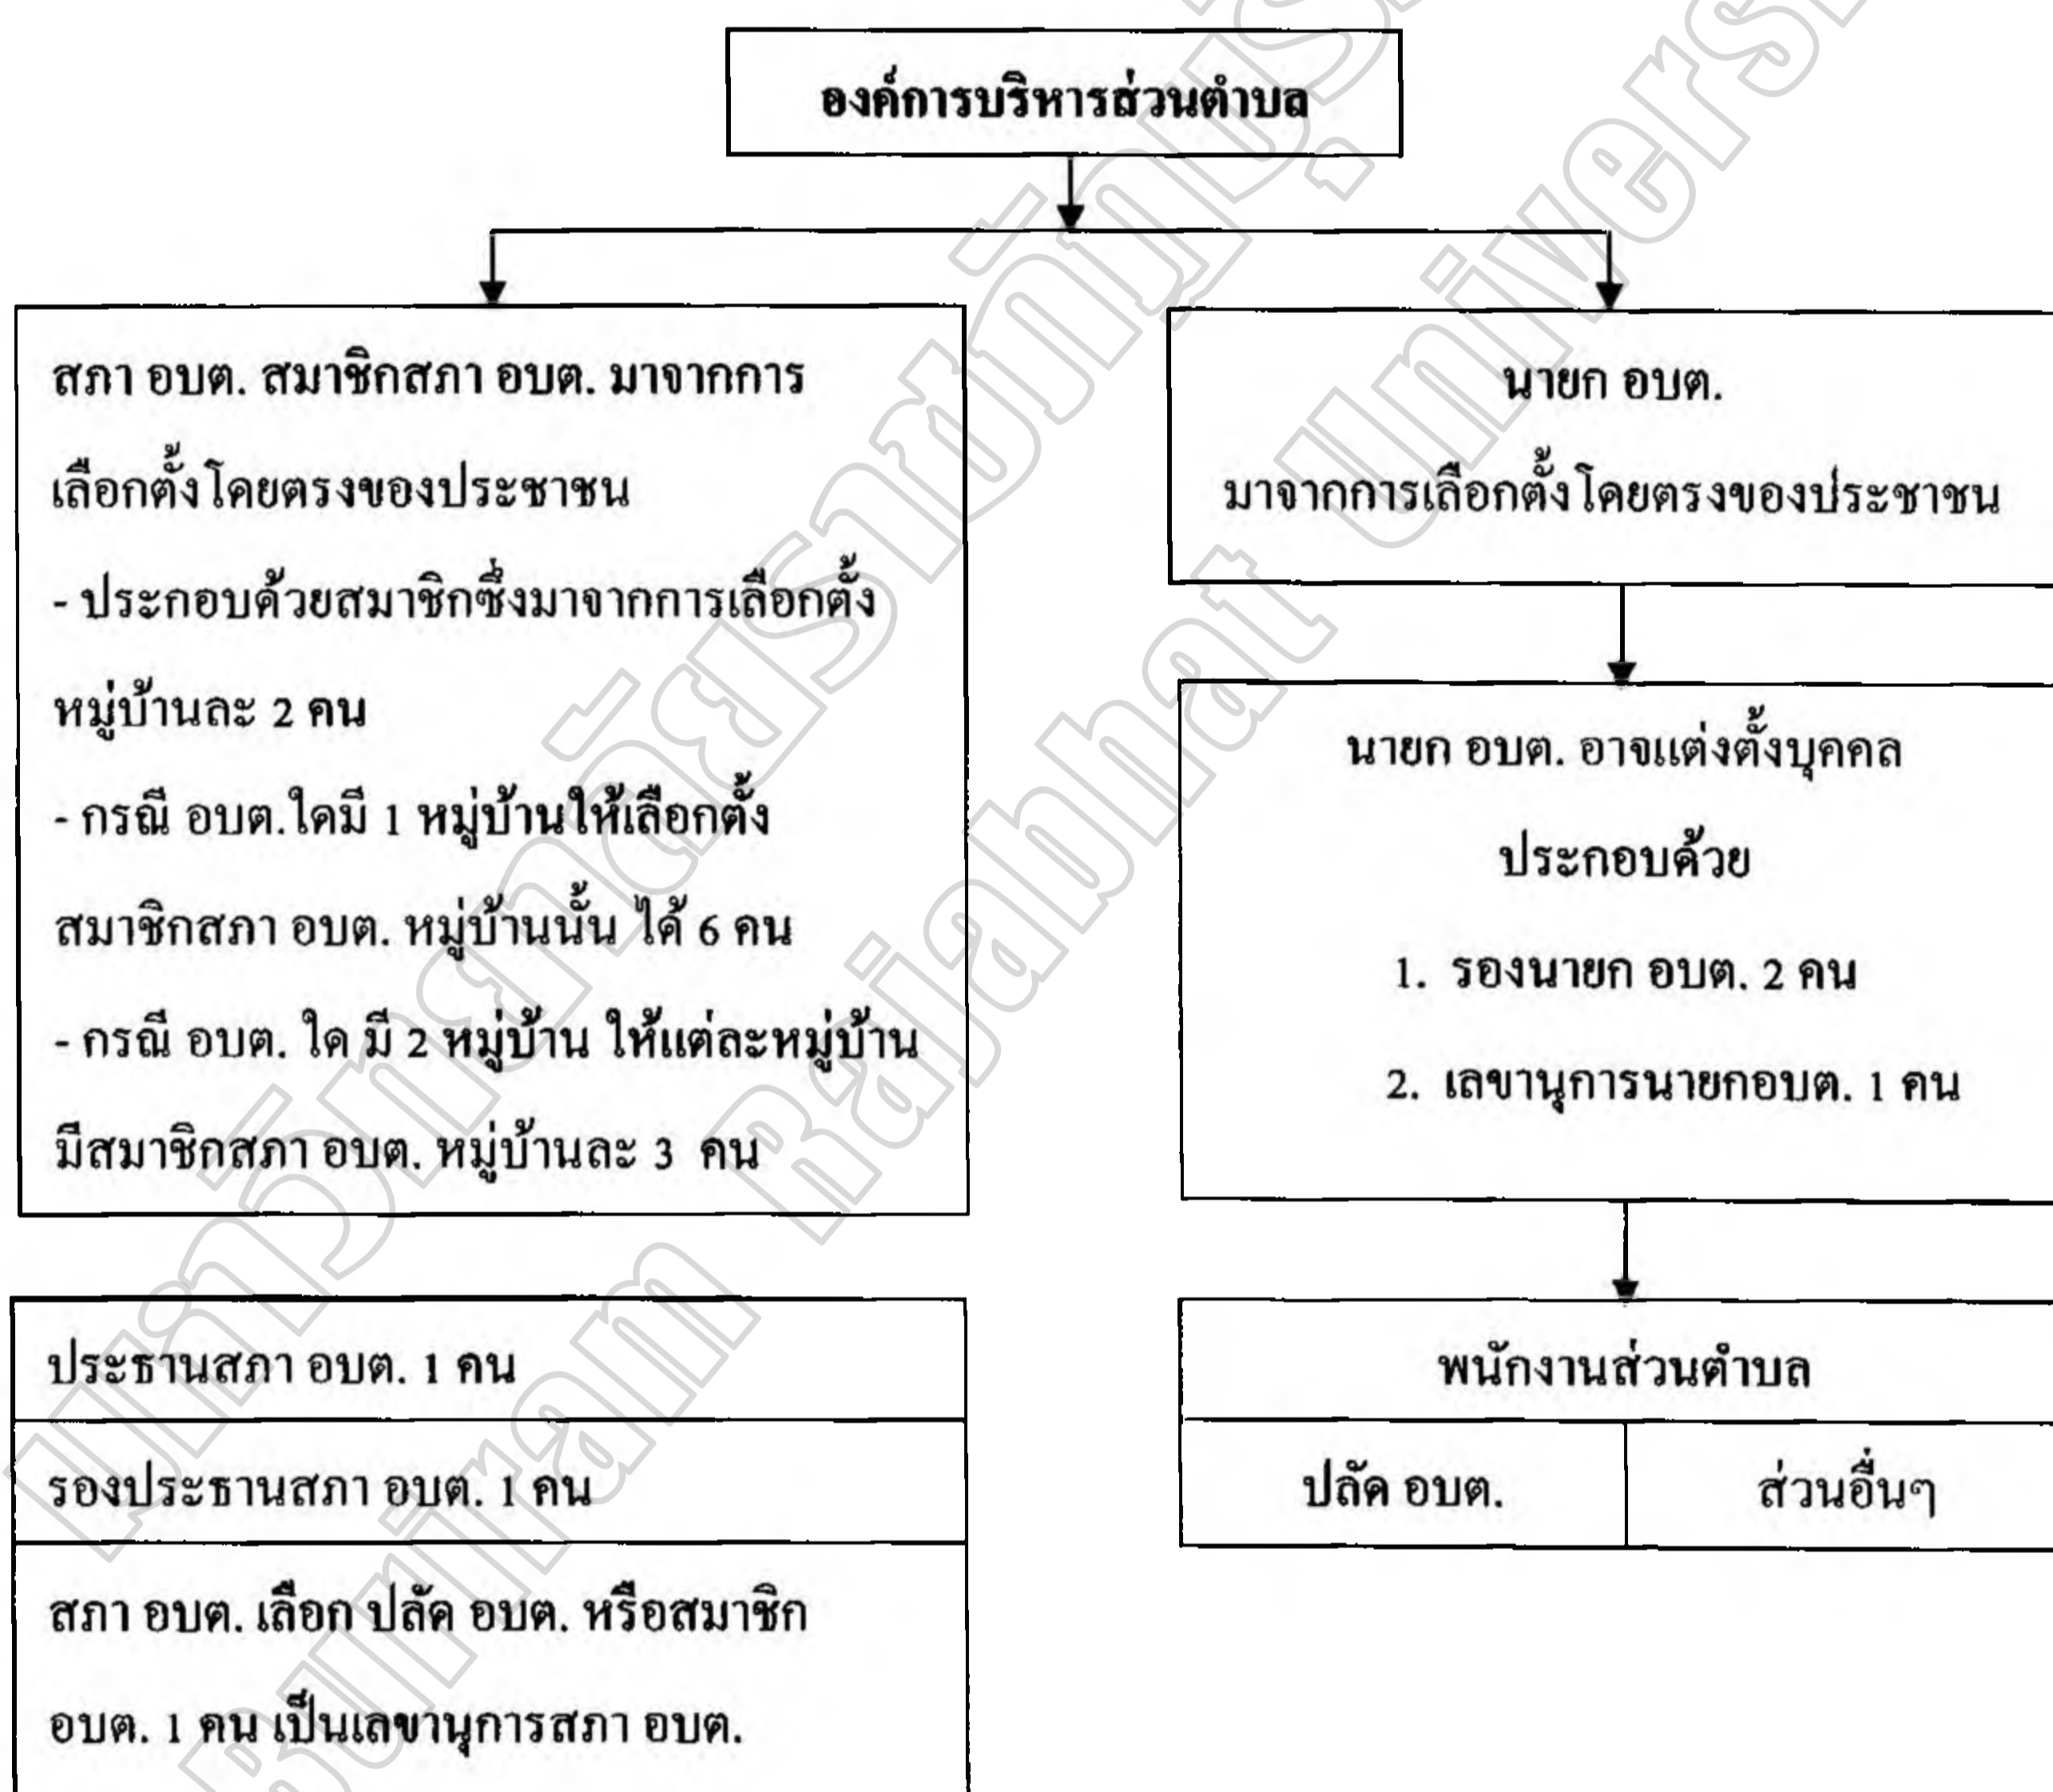 องค์การบริหารส่วนตำบล
สภา อบต. สมาชิกสภา อบต. มาจากการ
เลือกตั้งโดยตรงของประชาชน
- ประกอบด้วยสมาชิกซึ่งมาจากการเลือกตั้ง
หมู่บ้านละ 2 คน
- กรณี อบต.ใดมี 1 หมู่บ้านให้เลือกตั้ง
สมาชิกสภา อบต. หมู่บ้านนั้น ได้ 6 คน
- กรณี อบต. ใด มี 2 หมู่บ้าน ให้แต่ละหมู่บ้าน
มีสมาชิกสภา อบต. หมู่บ้านละ 3 คน
ประธานสภา อบต. 1 คน
รองประธานสภา อบต. 1 คน
สภา อบต. เลือก ปลัด อบต. หรือสมาชิก
อบต. 1 คน เป็นเลขานุการสภา อบต.
นายก อบต.
มาจากการเลือกตั้งโดยตรงของประชาชน
นายก อบต. อาจแต่งตั้งบุคคล
ประกอบด้วย
1. รองนายก อบต. 2 คน
2. เลขานุการนายกอบต. 1 คน
พนักงานส่วนตำบล
ปลัด อบต.
ส่วนอื่นๆ
Buriram Rajabhat